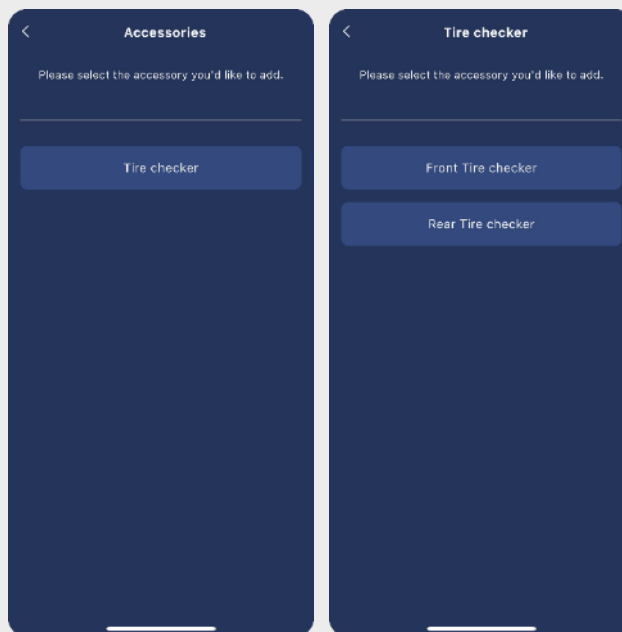 Accessories
Please select the accessory you'd like to add.
Tire checker
Tire checker
Please select the accessory you'd like to add.
Front Tire checker
Rear Tire checker